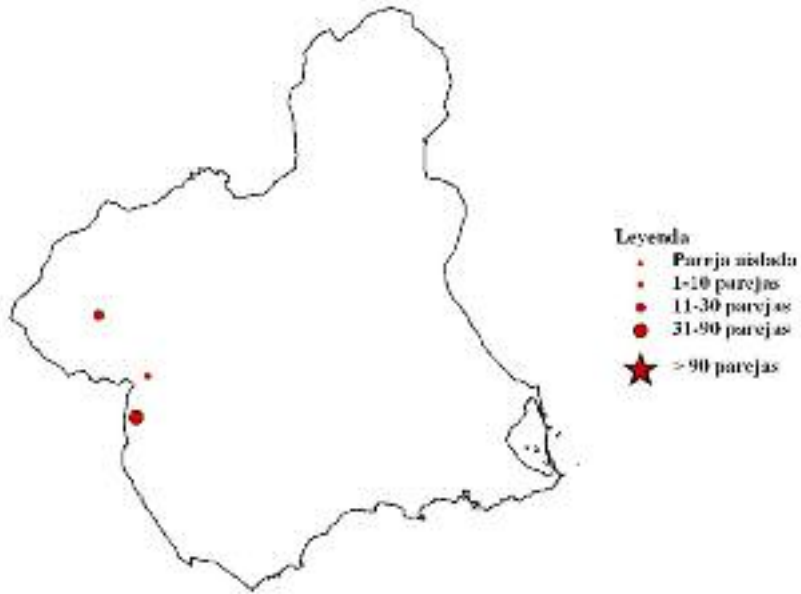 Leyenda
Pareja aislada
1-10 parejas
11-30 parejas
31-90 parejas
> 90 parejas